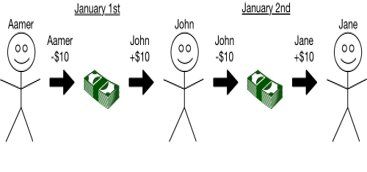 January 1st
January 2nd
Aamer
John
Jane
Aamer
-$10
John
+$10
John
-$10
Jane
+$10